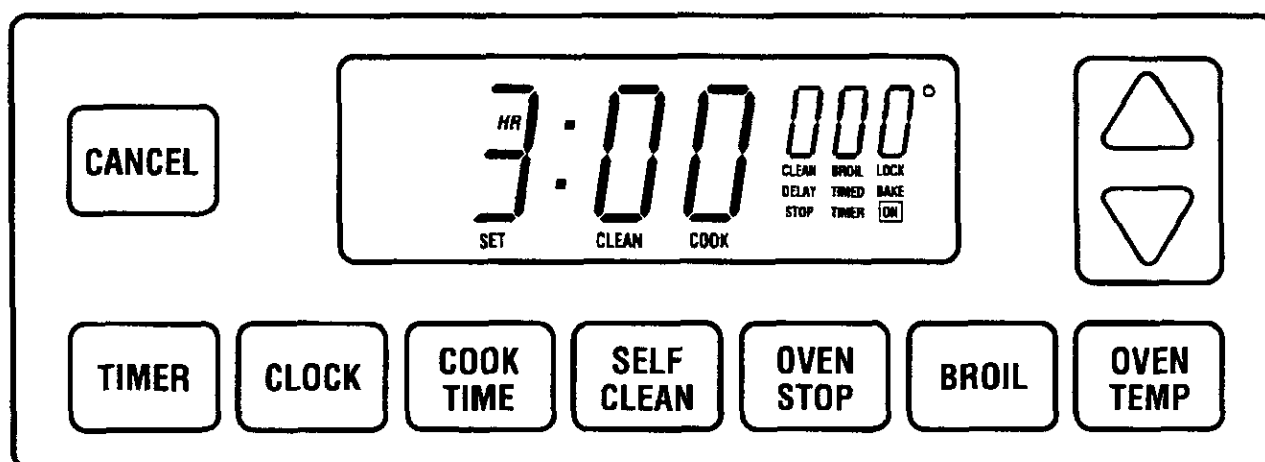 CANCEL
HR
3:00
000°
CLEAN BROIL LOCK
DELAY TIMED BAKE
STOP TIMER ON
SET CLEAN COOK
TIMER
CLOCK
COOK
TIME
SELF
CLEAN
OVEN
STOP
BROIL
OVEN
TEMP